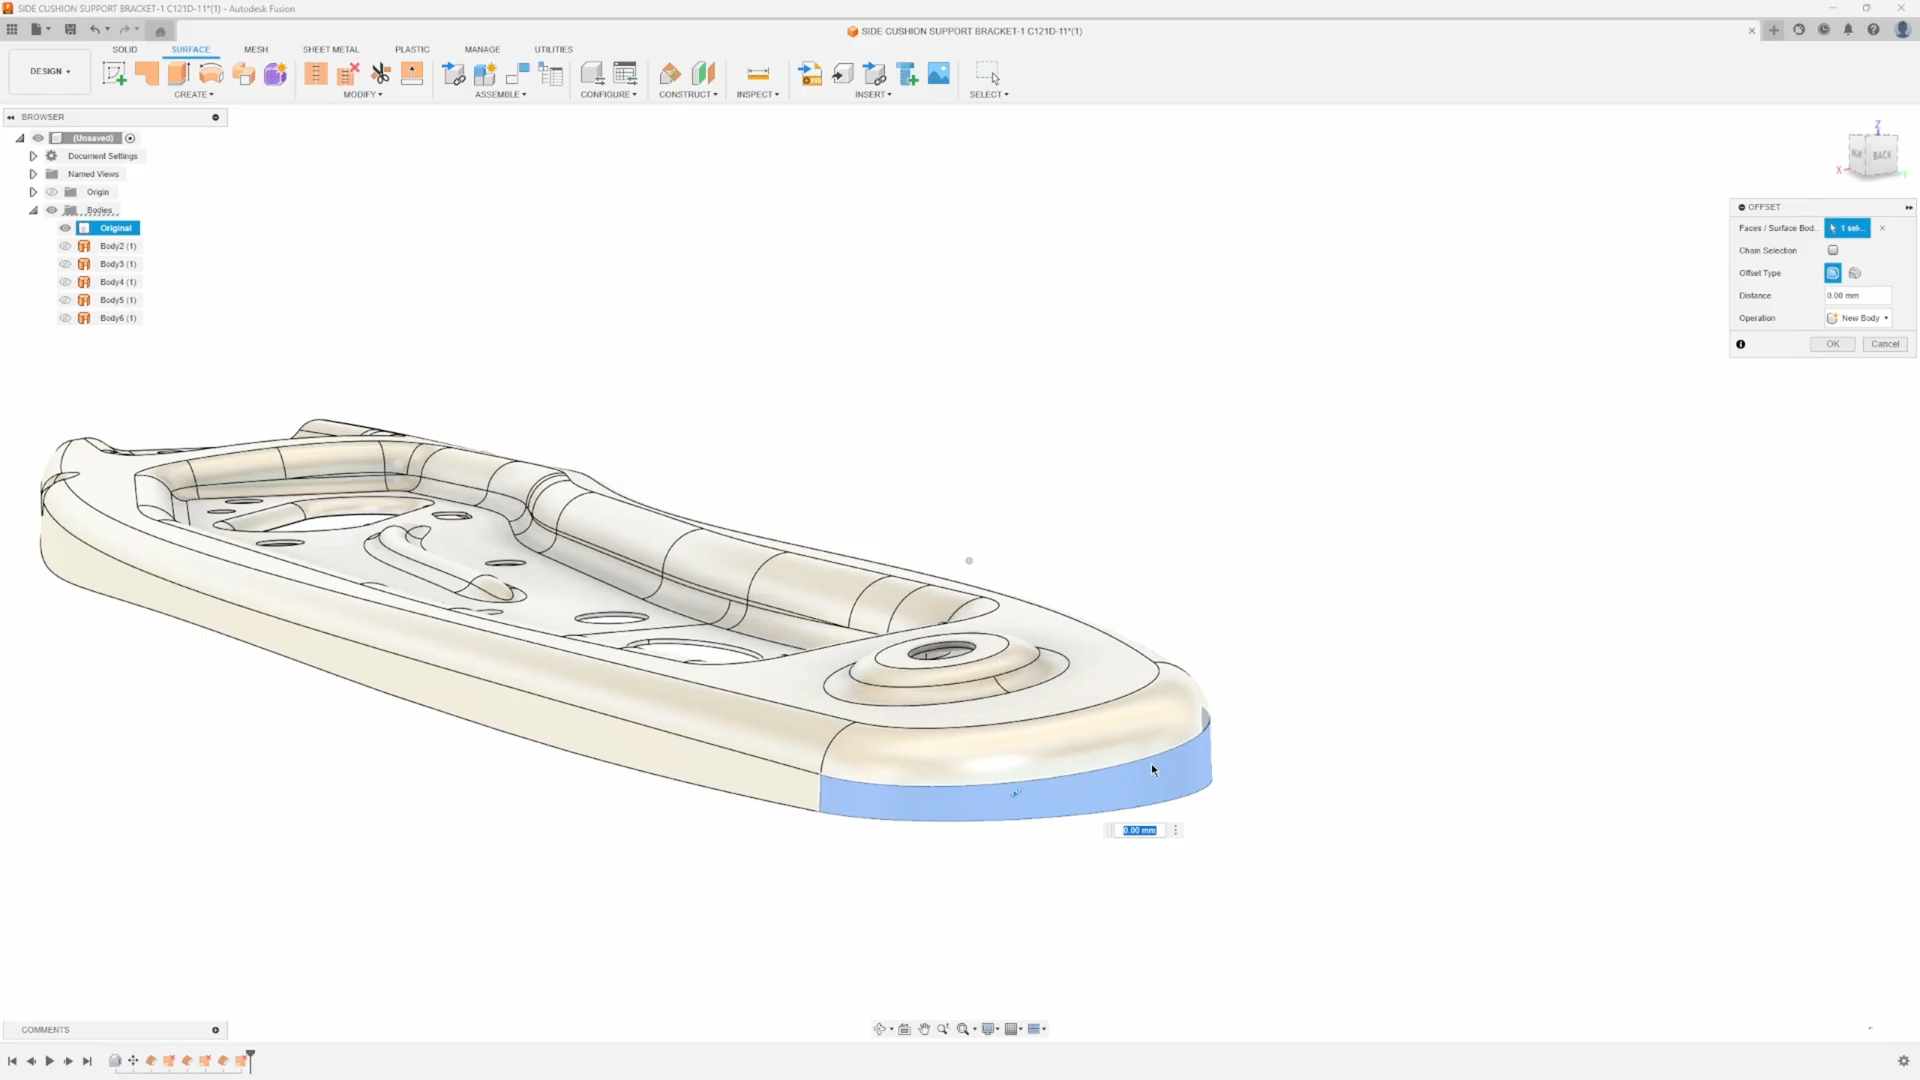 SIDE CUSHION SUPPORT BRACKET-1 C121D-11*(1) - Autodesk Fusion
SIDE CUSHION SUPPORT BRACKET-1 C121D-11*(1)
SOLID SURFACE MESH SHEET METAL PLASTIC MANAGE UTILITIES
DESIGN
CREATE MODIFY ASSEMBLE CONFIGURE CONSTRUCT INSPECT INSERT SELECT
BROWSER
(Unsaved)
Document Settings
Named Views
Origin
Bodies
Original
Body2 (1)
Body3 (1)
Body4 (1)
Body5 (1)
Body6 (1)
Z
BACK
X
OFFSET
Faces / Surface Bod... 1 sele...
Chain Selection
Offset Type
Distance 0.00 mm
Operation New Body
OK Cancel
0.00 mm
COMMENTS